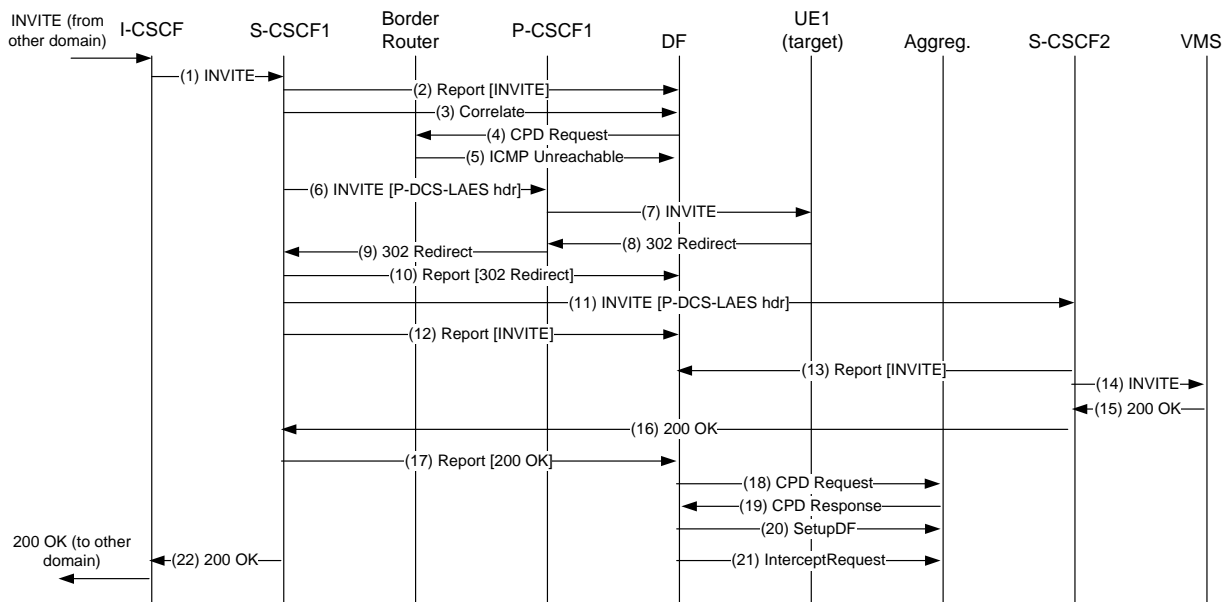 INVITE (from
other domain)
I-CSCF
S-CSCF1
Border
Router
P-CSCF1
DF
UE1
(target)
Aggreg.
S-CSCF2
VMS
(1) INVITE
(2) Report [INVITE]
(3) Correlate
(4) CPD Request
(5) ICMP Unreachable
(6) INVITE [P-DCS-LAES hdr]
(7) INVITE
(8) 302 Redirect
(9) 302 Redirect
(10) Report [302 Redirect]
(11) INVITE [P-DCS-LAES hdr]
(12) Report [INVITE]
(13) Report [INVITE]
(14) INVITE
(15) 200 OK
(16) 200 OK
(17) Report [200 OK]
(18) CPD Request
(19) CPD Response
(20) SetupDF
(21) InterceptRequest
(22) 200 OK
200 OK (to other
domain)